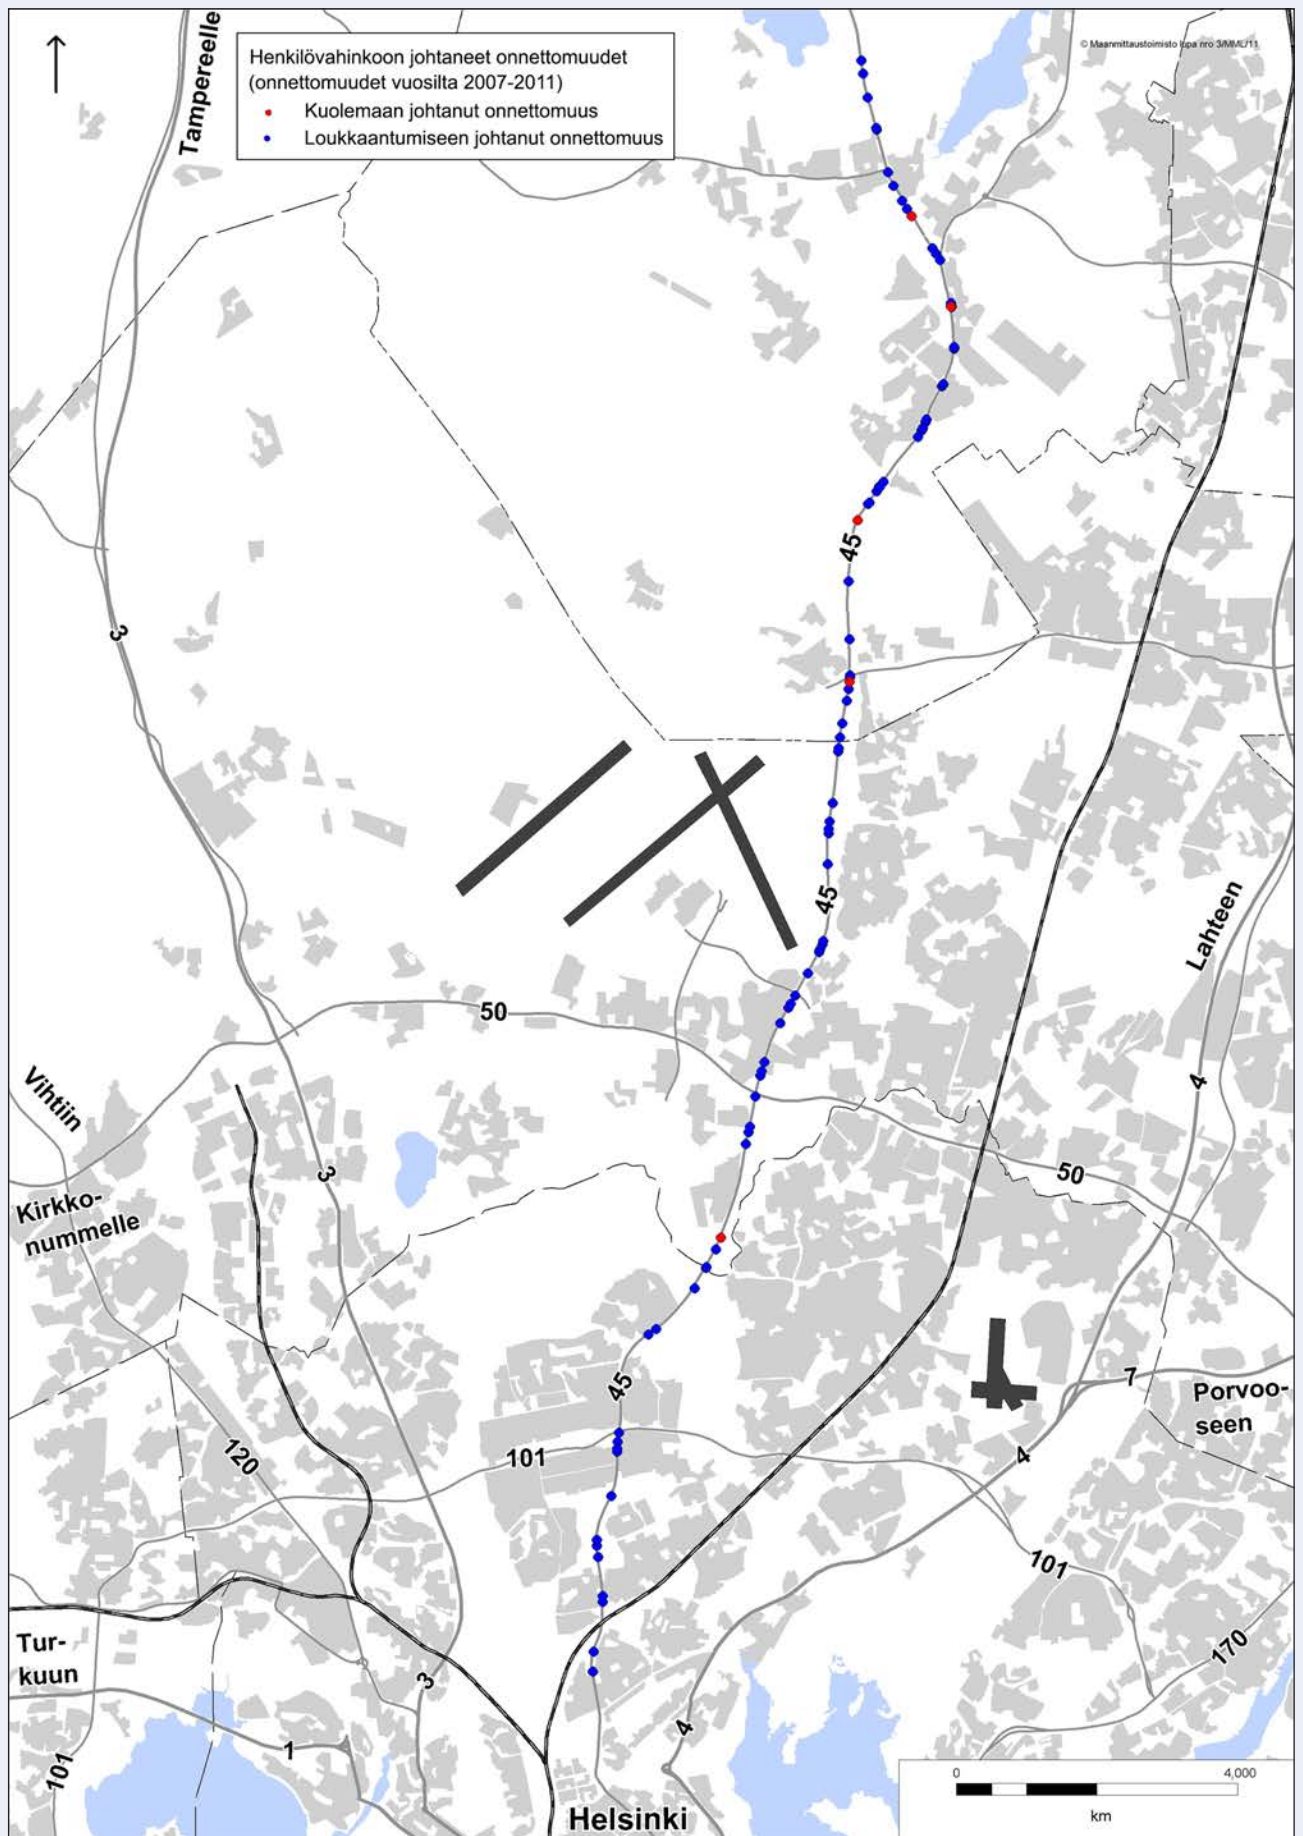 Tampereelle
Henkilövahinkoon johtaneet onnettomuudet
(onnettomuudet vuosilta 2007-2011)
Kuolemaan johtanut onnettomuus
Loukkaantumiseen johtanut onnettomuus
© Maanmittaustoimisto lupa nro 3/MML/11
45
3
45
Lahteen
50
Vihtiin
4
3
50
Kirkko-
nummelle
7
Porvoo-
seen
45
120
101
4
101
Tur-
kuun
170
3
4
1
101
0 4,000
km
Helsinki